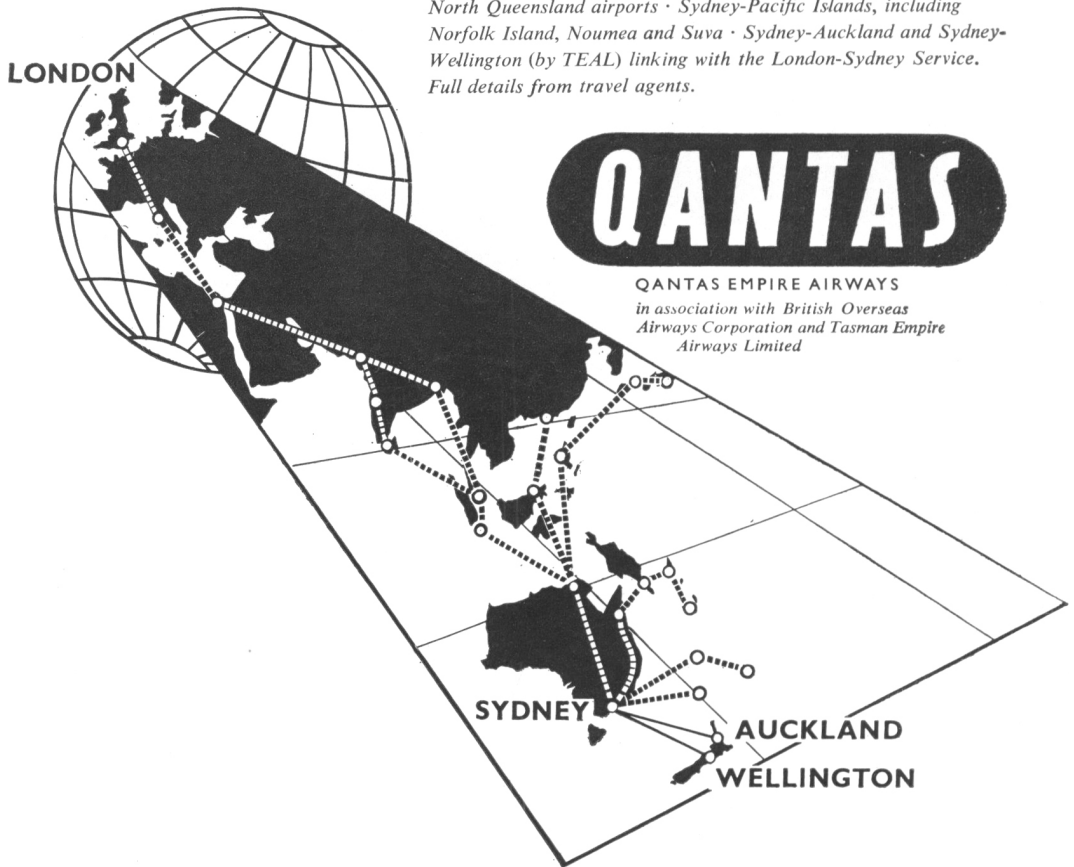 North Queensland airports · Sydney-Pacific Islands, including
Norfolk Island, Noumea and Suva · Sydney-Auckland and Sydney-
Wellington (by TEAL) linking with the London-Sydney Service.
Full details from travel agents.
LONDON
QANTAS
QANTAS EMPIRE AIRWAYS
in association with British Overseas
Airways Corporation and Tasman Empire
Airways Limited
SYDNEY
AUCKLAND
WELLINGTON